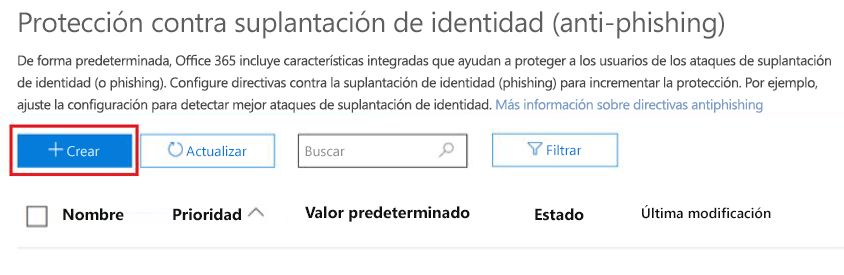 Protección contra suplantación de identidad (anti-phishing)
De forma predeterminada, Office 365 incluye características integradas que ayudan a proteger a los usuarios de los ataques de suplantación
de identidad (o phishing). Configure directivas contra la suplantación de identidad (phishing) para incrementar la protección. Por ejemplo,
ajuste la configuración para detectar mejor ataques de suplantación de identidad. Más información sobre directivas antiphishing
Crear Actualizar Buscar Filtrar
Nombre Prioridad Valor predeterminado Estado Última modificación